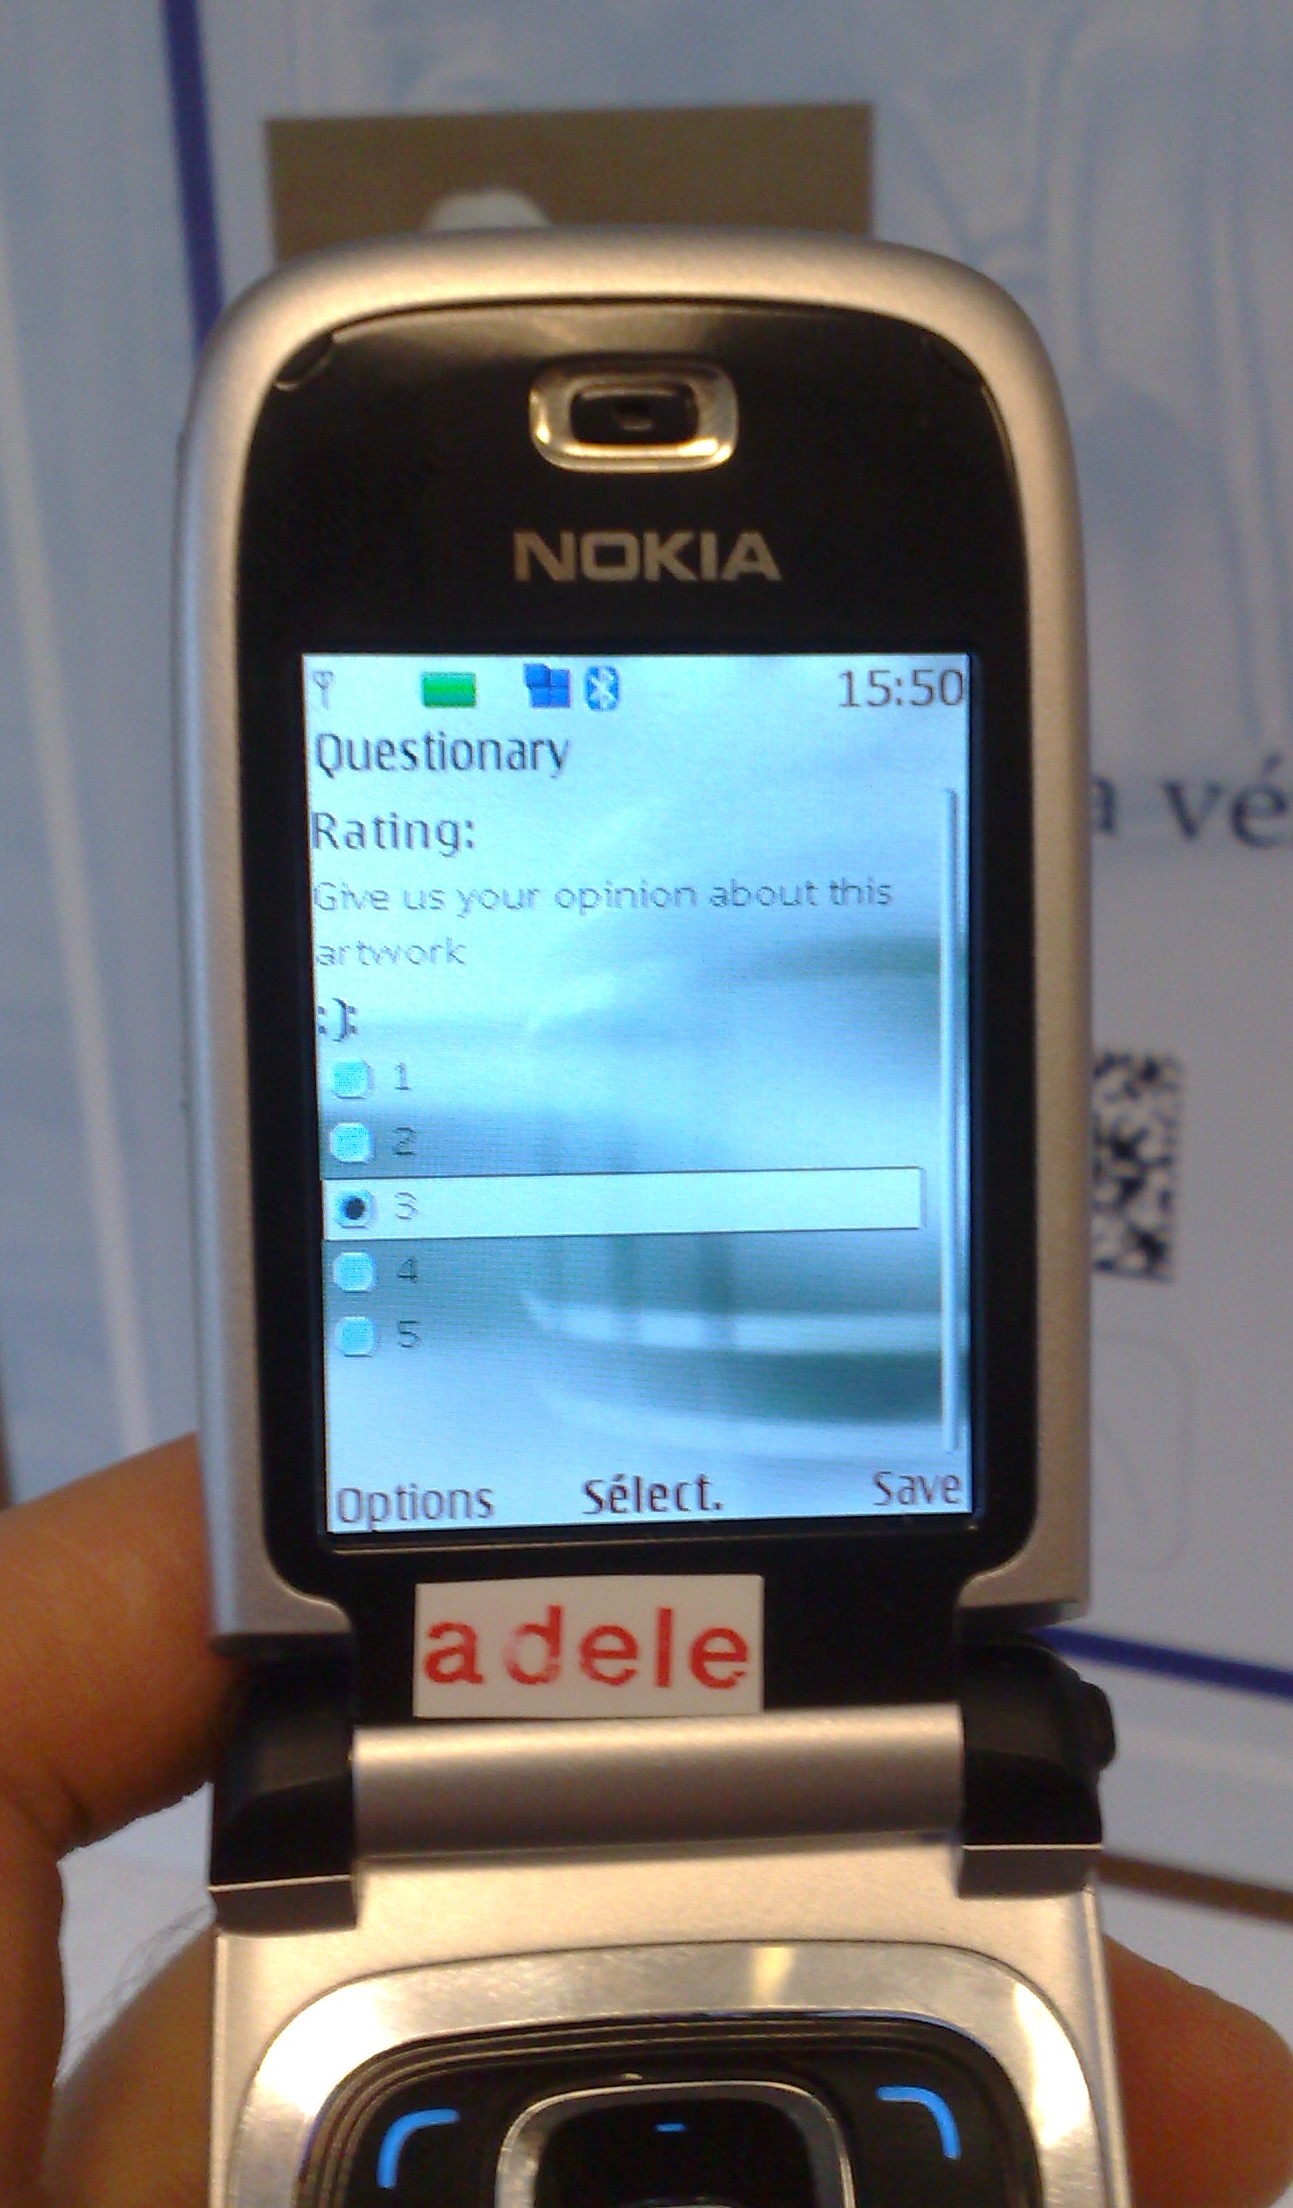 NOKIA
15:50
Questionary
Rating:
Give us your opinion about this
artwork
:):
1
2
3
4
5
Options Sélect. Save
adele
a vé